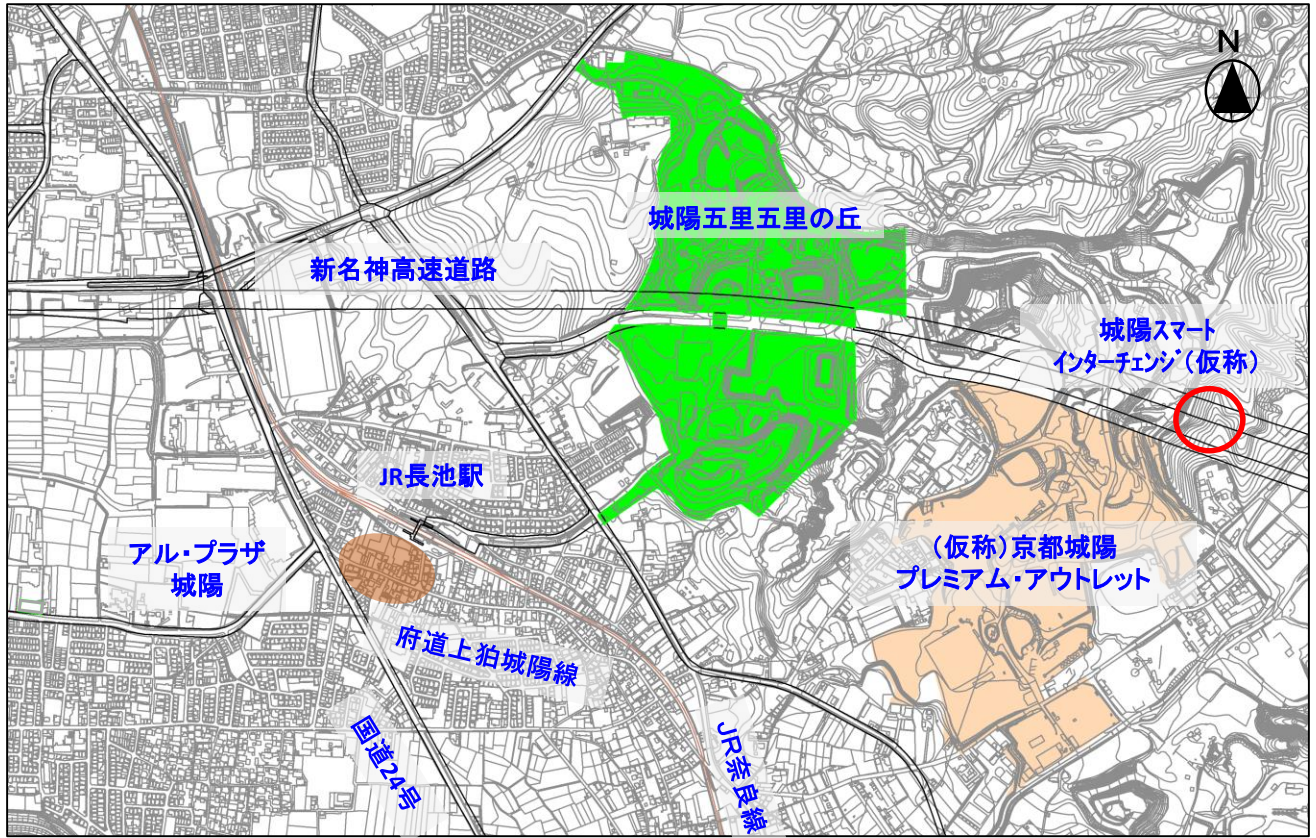 N
城陽五里五里の丘
新名神高速道路
城陽スマート
インターチェンジ(仮称)
JR長池駅
アル・プラザ
城陽
(仮称)京都城陽
プレミアム・アウトレット
府道上狛城陽線
国道24号
JR奈良線